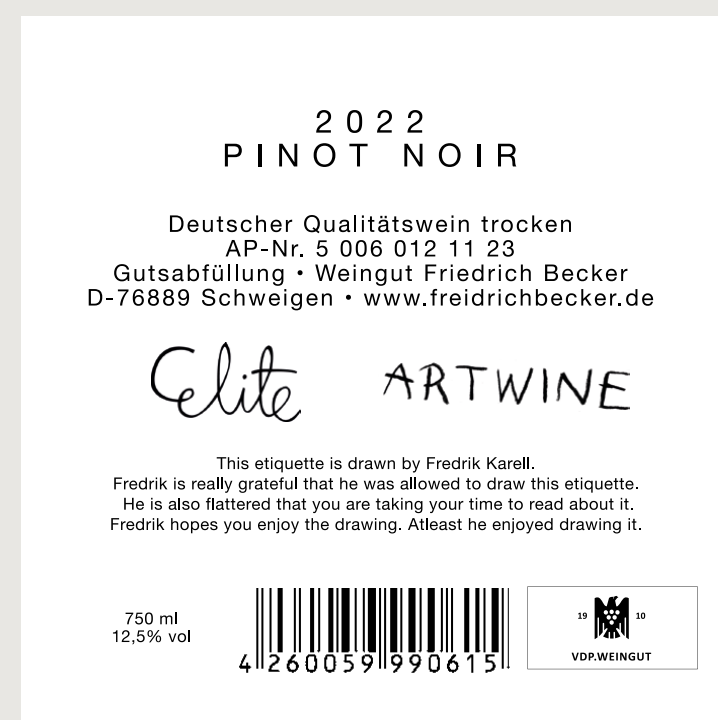 2022
PINOT NOIR
Deutscher Qualitätswein trocken
AP-Nr. 5 006 012 11 23
Gutsabfüllung • Weingut Friedrich Becker
D-76889 Schweigen • www.freidrichbecker.de
Celite ARTWINE
This etiquette is drawn by Fredrik Karell.
Fredrik is really grateful that he was allowed to draw this etiquette.
He is also flattered that you are taking your time to read about it.
Fredrik hopes you enjoy the drawing. Atleast he enjoyed drawing it.
750 ml
12,5% vol
4 260059 990615
19 10
VDP.WEINGUT